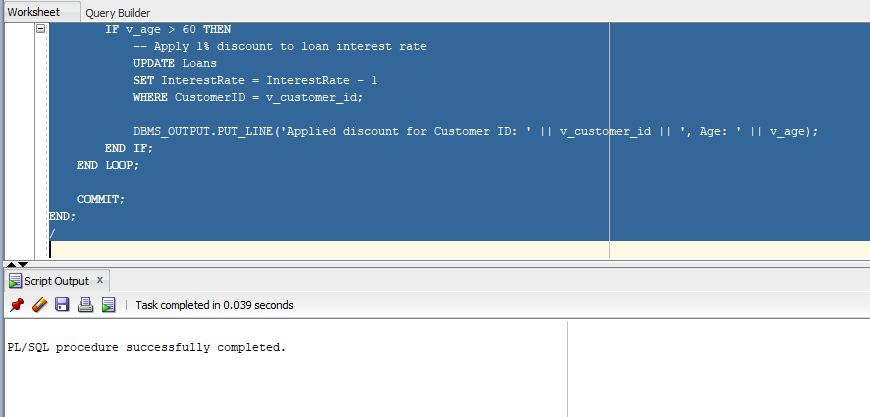 Worksheet Query Builder
IF v_age > 60 THEN
-- Apply 1% discount to loan interest rate
UPDATE Loans
SET InterestRate = InterestRate - 1
WHERE CustomerID = v_customer_id;
DBMS_OUTPUT.PUT_LINE('Applied discount for Customer ID: ' || v_customer_id || ', Age: ' || v_age);
END IF;
END LOOP;
COMMIT;
END;
/
Script Output x
Task completed in 0.039 seconds
PL/SQL procedure successfully completed.